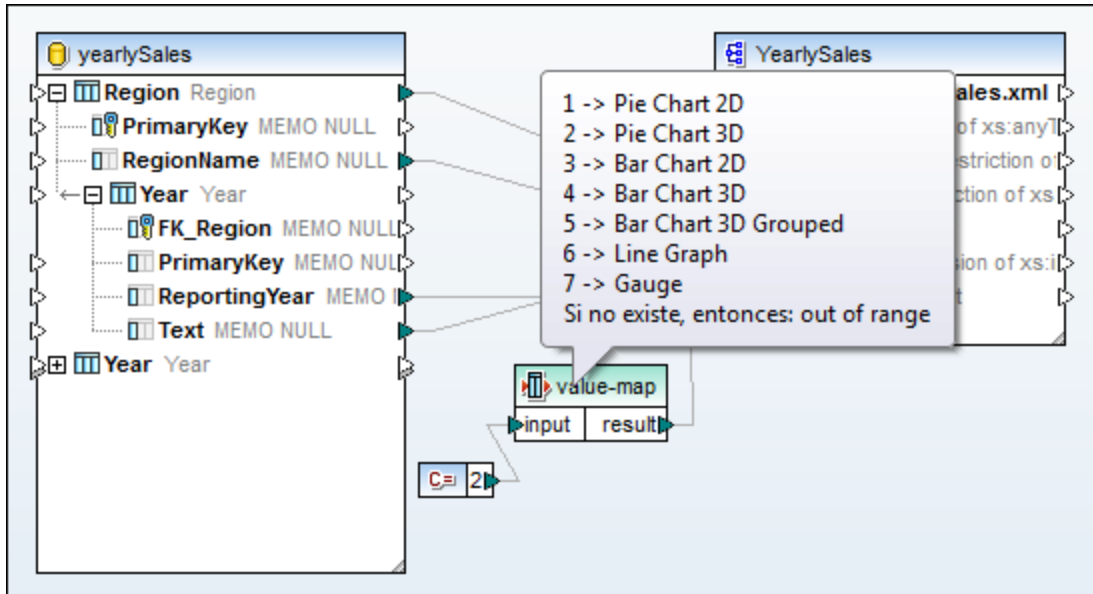 yearlySales
YearlySales
Region Region
ales.xml
PrimaryKey MEMO NULL
of xs:anyT
RegionName MEMO NULL
striction of
Year Year
ction of xs
FK_Region MEMO NULL
PrimaryKey MEMO NUL
sion of xs:i
ReportingYear MEMO
Text MEMO NULL
Year Year
1 -> Pie Chart 2D
2 -> Pie Chart 3D
3 -> Bar Chart 2D
4 -> Bar Chart 3D
5 -> Bar Chart 3D Grouped
6 -> Line Graph
7 -> Gauge
Si no existe, entonces: out of range
value-map
input result
C= 2